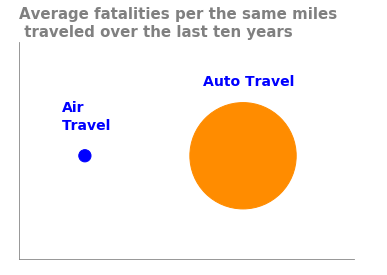 Average fatalities per the same miles
traveled over the last ten years
Auto Travel
Air
Travel